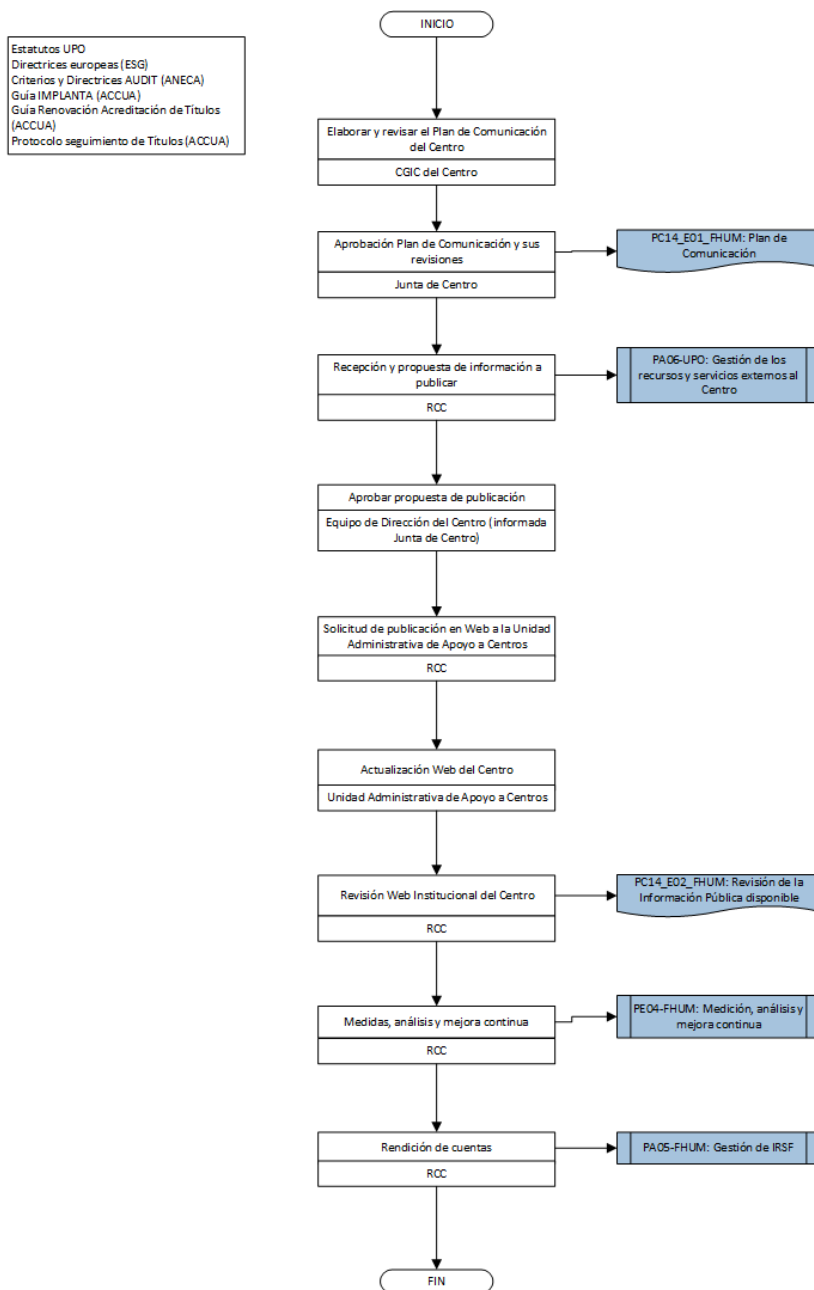 INICIO
Estatutos UPO
Directrices europeas (ESG)
Criterios y Directrices AUDIT (ANECA)
Guía IMPLANTA (ACCUA)
Guía Renovación Acreditación de Títulos
(ACCUA)
Protocolo seguimiento de Títulos (ACCUA)
Elaborar y revisar el Plan de Comunicación
del Centro
CGIC del Centro
Aprobación Plan de Comunicación y sus
revisiones
Junta de Centro
PC14_E01_FHUM: Plan de
Comunicación
Recepción y propuesta de información a
publicar
RCC
PA06-UPO: Gestión de los
recursos y servicios externos al
Centro
Aprobar propuesta de publicación
Equipo de Dirección del Centro (informada
Junta de Centro)
Solicitud de publicación en Web a la Unidad
Administrativa de Apoyo a Centros
RCC
Actualización Web del Centro
Unidad Administrativa de Apoyo a Centros
Revisión Web Institucional del Centro
RCC
PC14_E02_FHUM: Revisión de la
Información Pública disponible
Medidas, análisis y mejora continua
RCC
PE04-FHUM: Medición, análisis y
mejora continua
Rendición de cuentas
RCC
PA05-FHUM: Gestión de IRSF
FIN